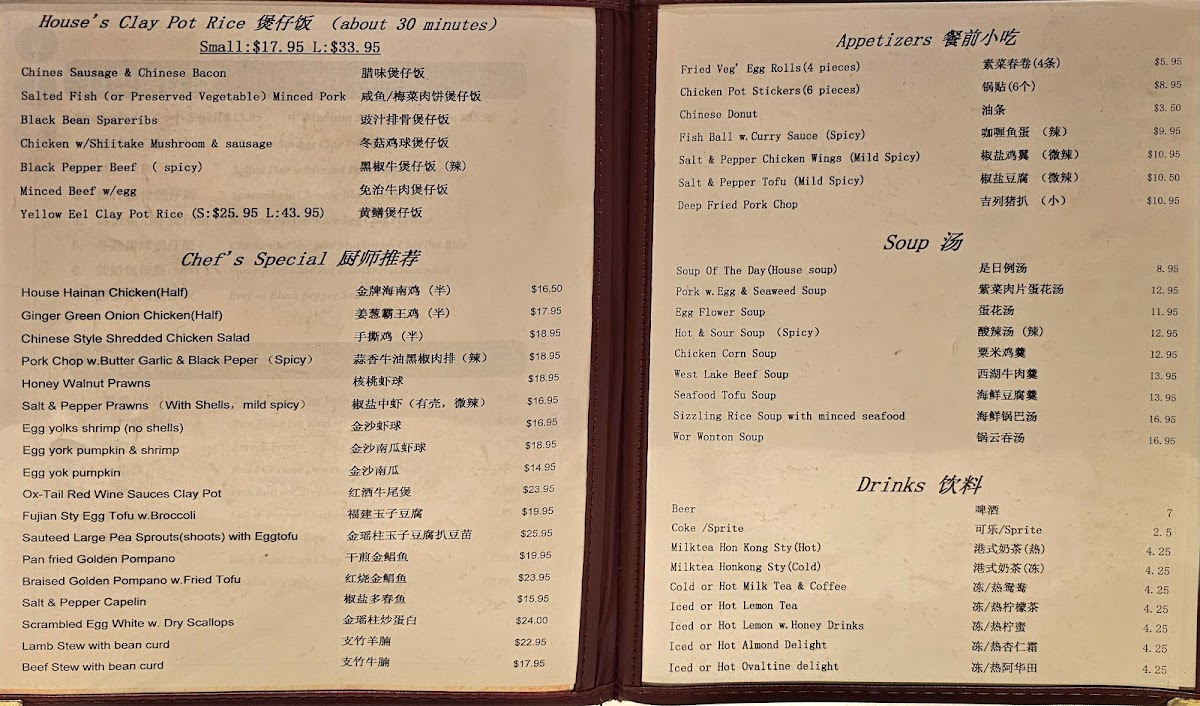 House's Clay Pot Rice 煲仔饭 (about 30 minutes)
Small:$17.95 L:$33.95
Chines Sausage & Chinese Bacon 腊味煲仔饭
Salted Fish (or Preserved Vegetable) Minced Pork 咸鱼/梅菜肉饼煲仔饭
Black Bean Spareribs 豉汁排骨煲仔饭
Chicken w/Shiitake Mushroom & sausage 冬菇鸡球煲仔饭
Black Pepper Beef ( spicy) 黑椒牛煲仔饭 (辣)
Minced Beef w/egg 免治牛肉煲仔饭
Yellow Eel Clay Pot Rice (S:$25.95 L:43.95) 黄鳝煲仔饭
Chef's Special 厨师推荐
House Hainan Chicken(Half) 金牌海南鸡 (半) $16.50
Ginger Green Onion Chicken(Half) 姜葱霸王鸡 (半) $17.95
Chinese Style Shredded Chicken Salad 手撕鸡 (半) $18.95
Pork Chop w.Butter Garlic & Black Peper (Spicy) 蒜香牛油黑椒肉排 (辣) $18.95
Honey Walnut Prawns 核桃虾球 $18.95
Salt & Pepper Prawns (With Shells, mild spicy) 椒盐中虾 (有壳, 微辣) $16.95
Egg yolks shrimp (no shells) 金沙虾球 $16.95
Egg york pumpkin & shrimp 金沙南瓜虾球 $18.95
Egg yok pumpkin 金沙南瓜 $14.95
Ox-Tail Red Wine Sauces Clay Pot 红酒牛尾煲 $23.95
Fujian Sty Egg Tofu w.Broccoli 福建玉子豆腐 $19.95
Sauteed Large Pea Sprouts(shoots) with Eggtofu 金瑶柱玉子豆腐扒豆苗 $25.95
Pan fried Golden Pompano 干煎金鲳鱼 $19.95
Braised Golden Pompano w.Fried Tofu 红烧金鲳鱼 $23.95
Salt & Pepper Capelin 椒盐多春鱼 $15.95
Scrambled Egg White w. Dry Scallops 金瑶柱炒蛋白 $24.00
Lamb Stew with bean curd 支竹羊腩 $22.95
Beef Stew with bean curd 支竹牛腩 $17.95
Appetizers 餐前小吃
Fried Veg' Egg Rolls(4 pieces) 素菜春卷(4条) $5.95
Chicken Pot Stickers(6 pieces) 锅贴(6个) $8.95
Chinese Donut 油条 $3.50
Fish Ball w.Curry Sauce (Spicy) 咖喱鱼蛋 (辣) $9.95
Salt & Pepper Chicken Wings (Mild Spicy) 椒盐鸡翼 (微辣) $10.95
Salt & Pepper Tofu (Mild Spicy) 椒盐豆腐 (微辣) $10.50
Deep Fried Pork Chop 吉列猪扒 (小) $10.95
Soup 汤
Soup Of The Day(House soup) 是日例汤 8.95
Pork w.Egg & Seaweed Soup 紫菜肉片蛋花汤 12.95
Egg Flower Soup 蛋花汤 11.95
Hot & Sour Soup (Spicy) 酸辣汤 (辣) 12.95
Chicken Corn Soup 粟米鸡羹 12.95
West Lake Beef Soup 西湖牛肉羹 13.95
Seafood Tofu Soup 海鲜豆腐羹 13.95
Sizzling Rice Soup with minced seafood 海鲜锅巴汤 16.95
Wor Wonton Soup 锅云吞汤 16.95
Drinks 饮料
Beer 啤酒 7
Coke /Sprite 可乐/Sprite 2.5
Milktea Hon Kong Sty(Hot) 港式奶茶(热) 4.25
Milktea Honkong Sty(Cold) 港式奶茶(冻) 4.25
Cold or Hot Milk Tea & Coffee 冻/热鸳鸯 4.25
Iced or Hot Lemon Tea 冻/热柠檬茶 4.25
Iced or Hot Lemon w.Honey Drinks 冻/热柠蜜 4.25
Iced or Hot Almond Delight 冻/热杏仁霜 4.25
Iced or Hot Ovaltine delight 冻/热阿华田 4.25